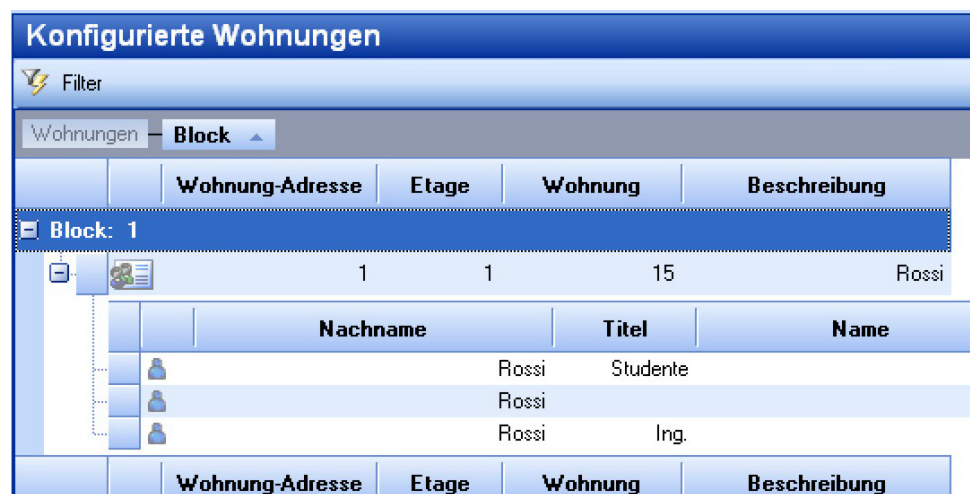 Konfigurierte Wohnungen
Filter
Wohnungen Block
Wohnung-Adresse Etage Wohnung Beschreibung
Block: 1
1 1 15 Rossi
Nachname Titel Name
Rossi Studente
Rossi
Rossi Ing.
Wohnung-Adresse Etage Wohnung Beschreibung